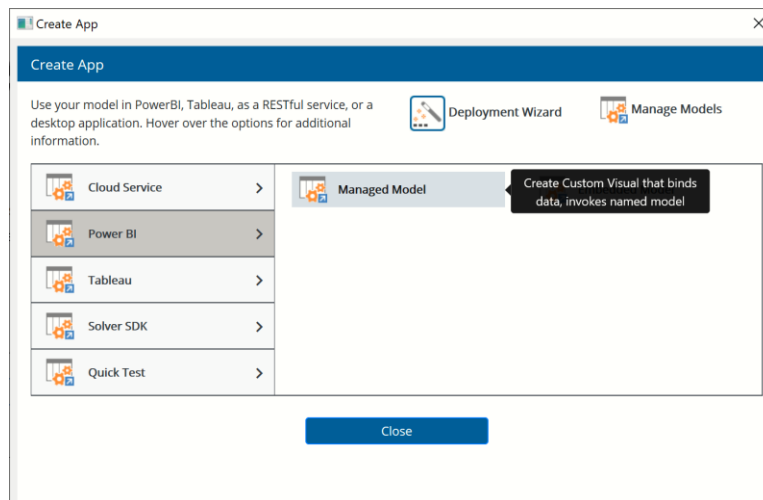 Create App
Create App
Use your model in PowerBI, Tableau, as a RESTful service, or a
desktop application. Hover over the options for additional
information.
Deployment Wizard
Manage Models
Cloud Service
Power BI
Tableau
Solver SDK
Quick Test
Managed Model
Create Custom Visual that binds
data, invokes named model
Close